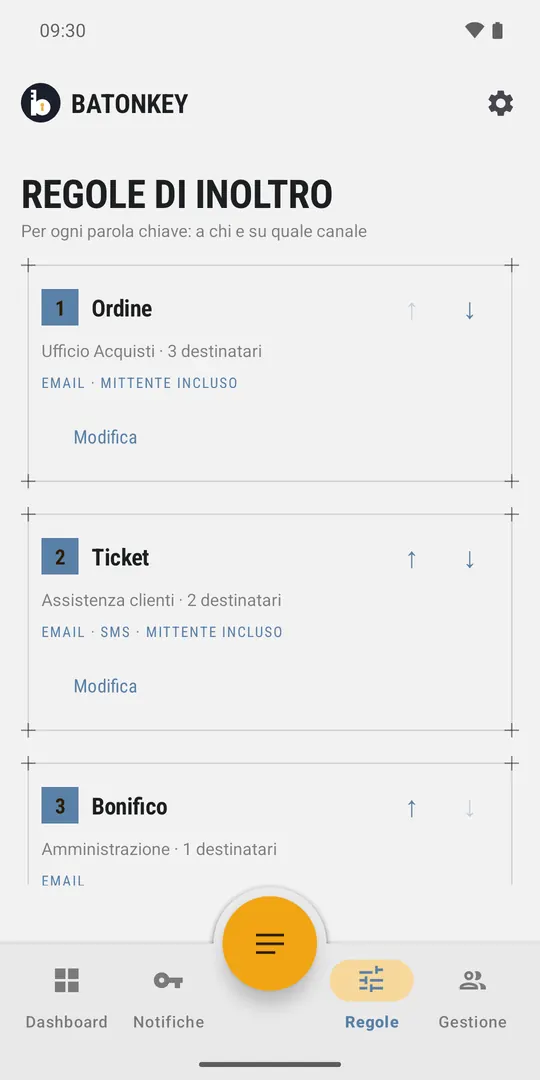 09:30
BATONKEY
REGOLE DI INOLTRO
Per ogni parola chiave: a chi e su quale canale
1 Ordine ↑ ↓
Ufficio Acquisti · 3 destinatari
EMAIL · MITTENTE INCLUSO
Modifica
2 Ticket ↑ ↓
Assistenza clienti · 2 destinatari
EMAIL · SMS · MITTENTE INCLUSO
Modifica
3 Bonifico ↑ ↓
Amministrazione · 1 destinatari
EMAIL
Dashboard Notifiche Regole Gestione